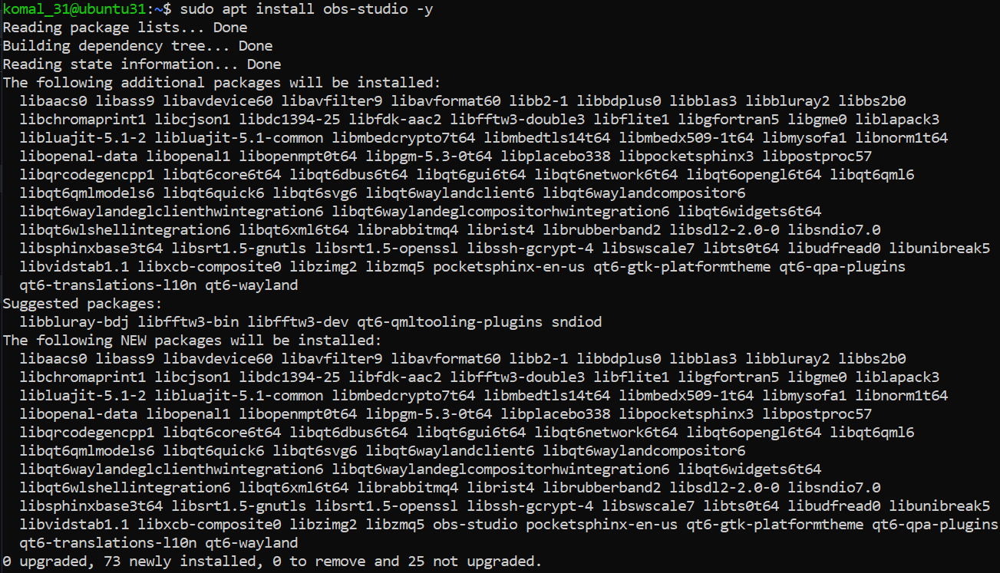 komal_31@ubuntu31:~$ sudo apt install obs-studio -y
Reading package lists... Done
Building dependency tree... Done
Reading state information... Done
The following additional packages will be installed:
  libaacs0 libass9 libavdevice60 libavfilter9 libavformat60 libb2-1 libbdplus0 libblas3 libbluray2 libbs2b0
  libchromaprint1 libcjson1 libdc1394-25 libfdk-aac2 libfftw3-double3 libflite1 libgfortran5 libgme0 liblapack3
  libluajit-5.1-2 libluajit-5.1-common libmbedcrypto7t64 libmbedtls14t64 libmbedx509-1t64 libmysofa1 libnorm1t64
  libopenal-data libopenal1 libopenmpt0t64 libpgm-5.3-0t64 libplacebo338 libpocketsphinx3 libpostproc57
  libqrcodegencpp1 libqt6core6t64 libqt6dbus6t64 libqt6gui6t64 libqt6network6t64 libqt6opengl6t64 libqt6qml6
  libqt6qmlmodels6 libqt6quick6 libqt6svg6 libqt6waylandclient6 libqt6waylandcompositor6
  libqt6waylandeglclienthwintegration6 libqt6waylandeglcompositorhwintegration6 libqt6widgets6t64
  libqt6wlshellintegration6 libqt6xml6t64 librabbitmq4 librist4 librubberband2 libsdl2-2.0-0 libsndio7.0
  libsphinxbase3t64 libsrt1.5-gnutls libsrt1.5-openssl libssh-gcrypt-4 libswscale7 libts0t64 libudfread0 libunibreak5
  libvidstab1.1 libxcb-composite0 libzimg2 libzmq5 pocketsphinx-en-us qt6-gtk-platformtheme qt6-qpa-plugins
  qt6-translations-l10n qt6-wayland
Suggested packages:
  libbluray-bdj libfftw3-bin libfftw3-dev qt6-qmltooling-plugins sndiod
The following NEW packages will be installed:
  libaacs0 libass9 libavdevice60 libavfilter9 libavformat60 libb2-1 libbdplus0 libblas3 libbluray2 libbs2b0
  libchromaprint1 libcjson1 libdc1394-25 libfdk-aac2 libfftw3-double3 libflite1 libgfortran5 libgme0 liblapack3
  libluajit-5.1-2 libluajit-5.1-common libmbedcrypto7t64 libmbedtls14t64 libmbedx509-1t64 libmysofa1 libnorm1t64
  libopenal-data libopenal1 libopenmpt0t64 libpgm-5.3-0t64 libplacebo338 libpocketsphinx3 libpostproc57
  libqrcodegencpp1 libqt6core6t64 libqt6dbus6t64 libqt6gui6t64 libqt6network6t64 libqt6opengl6t64 libqt6qml6
  libqt6qmlmodels6 libqt6quick6 libqt6svg6 libqt6waylandclient6 libqt6waylandcompositor6
  libqt6waylandeglclienthwintegration6 libqt6waylandeglcompositorhwintegration6 libqt6widgets6t64
  libqt6wlshellintegration6 libqt6xml6t64 librabbitmq4 librist4 librubberband2 libsdl2-2.0-0 libsndio7.0
  libsphinxbase3t64 libsrt1.5-gnutls libsrt1.5-openssl libssh-gcrypt-4 libswscale7 libts0t64 libudfread0 libunibreak5
  libvidstab1.1 libxcb-composite0 libzimg2 libzmq5 obs-studio pocketsphinx-en-us qt6-gtk-platformtheme qt6-qpa-plugins
  qt6-translations-l10n qt6-wayland
0 upgraded, 73 newly installed, 0 to remove and 25 not upgraded.